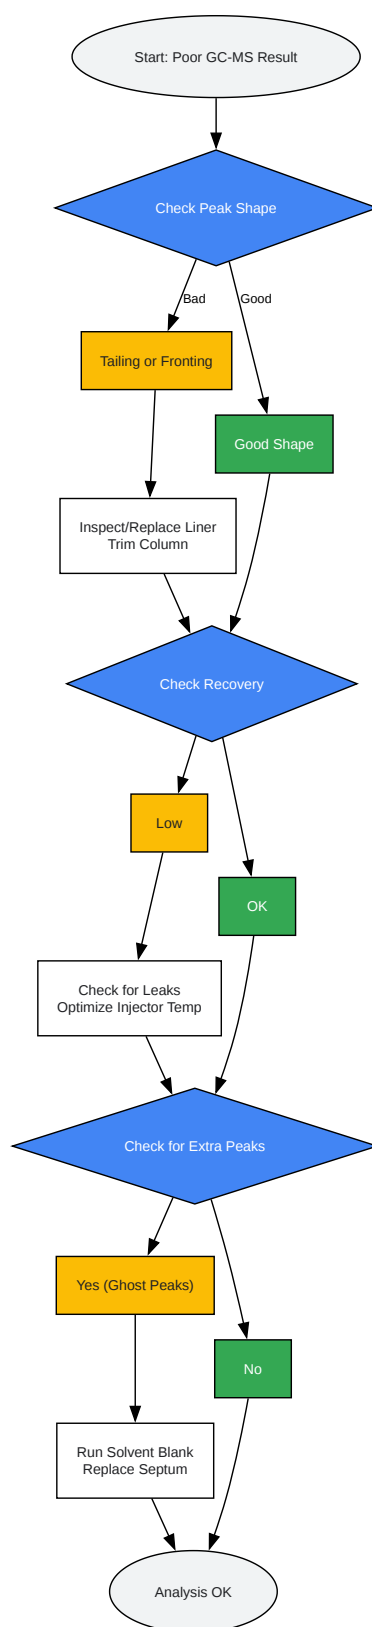 Start: Poor GC-MS Result
Check Peak Shape
Bad
Good
Tailing or Fronting
Good Shape
Inspect/Replace Liner
Trim Column
Check Recovery
Low
OK
Check for Leaks
Optimize Injector Temp
Check for Extra Peaks
Yes (Ghost Peaks)
No
Run Solvent Blank
Replace Septum
Analysis OK